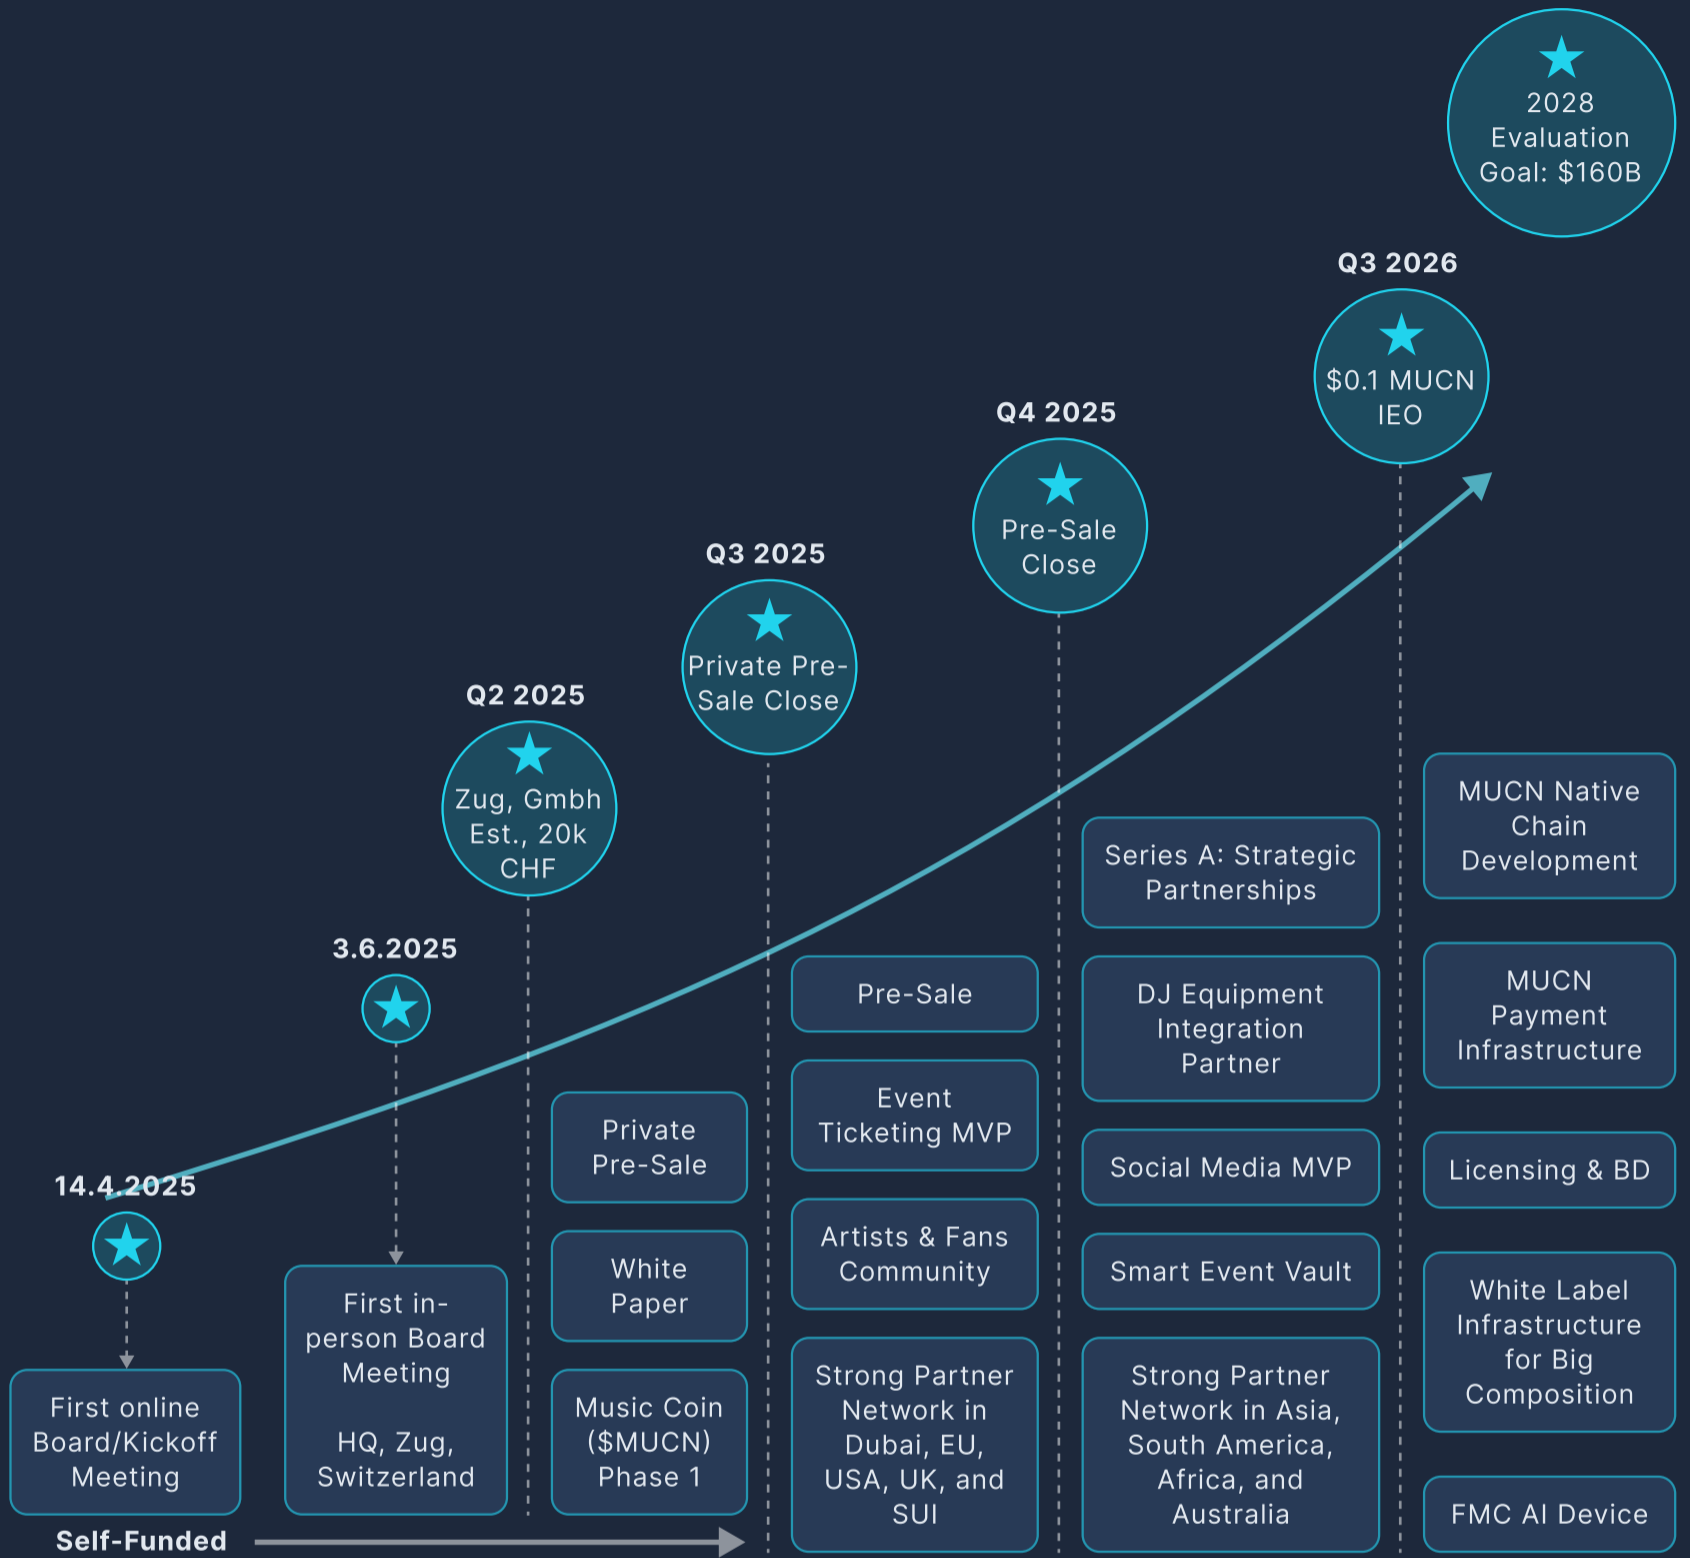 2028
Evaluation
Goal: $160B
Q3 2026
$0.1 MUCN
IEO
Q4 2025
Pre-Sale
Close
Q3 2025
Private Pre-
Sale Close
Q2 2025
Zug, Gmbh
Est., 20k
CHF
3.6.2025
14.4.2025
First online
Board/Kickoff
Meeting
First in-
person Board
Meeting
HQ, Zug,
Switzerland
Private
Pre-Sale
White
Paper
Music Coin
($MUCN)
Phase 1
Pre-Sale
Event
Ticketing MVP
Artists & Fans
Community
Strong Partner
Network in
Dubai, EU,
USA, UK, and
SUI
Series A: Strategic
Partnerships
DJ Equipment
Integration
Partner
Social Media MVP
Smart Event Vault
Strong Partner
Network in Asia,
South America,
Africa, and
Australia
MUCN Native
Chain
Development
MUCN
Payment
Infrastructure
Licensing & BD
White Label
Infrastructure
for Big
Composition
FMC AI Device
Self-Funded